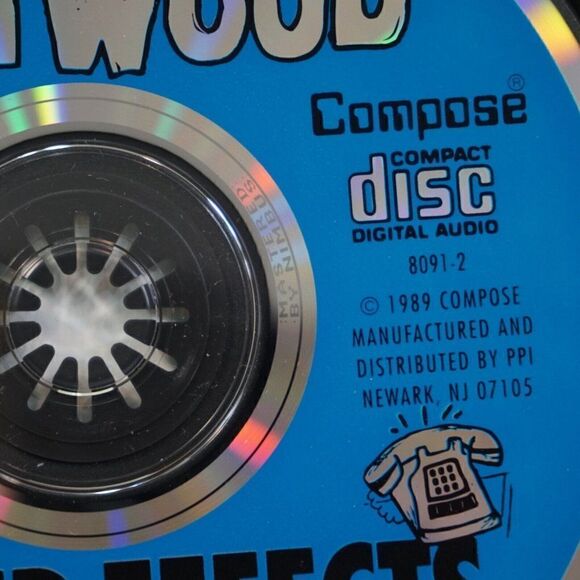 WOOD
Compose®
COMPACT
disc
DIGITAL AUDIO
8091-2
© 1989 COMPOSE
MANUFACTURED AND
DISTRIBUTED BY PPI
NEWARK, NJ 07105
MASTERED
BY NIMBUS
EFFECTS